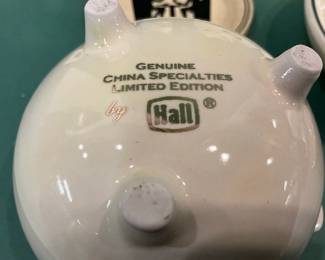 GENUINE
CHINA SPECIALTIES
LIMITED EDITION
by Hall ®